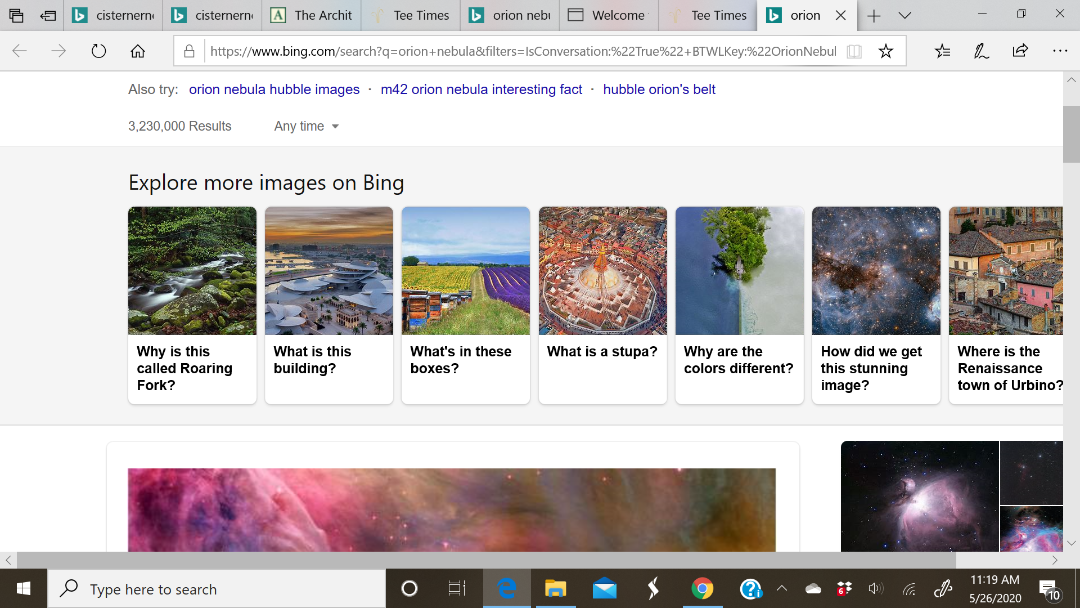 cisternern
cisternerne
The Archit
Tee Times
orion nebu
Welcome
Tee Times
orion
https://www.bing.com/search?q=orion+nebula&filters=IsConversation:%22True%22+BTWLKey:%22OrionNebul
Also try: orion nebula hubble images · m42 orion nebula interesting fact · hubble orion's belt
3,230,000 Results Any time
Explore more images on Bing
Why is this
called Roaring
Fork?
What is this
building?
What's in these
boxes?
What is a stupa?
Why are the
colors different?
How did we get
this stunning
image?
Where is the
Renaissance
town of Urbino?
Type here to search
6+
11:19 AM
5/26/2020
10